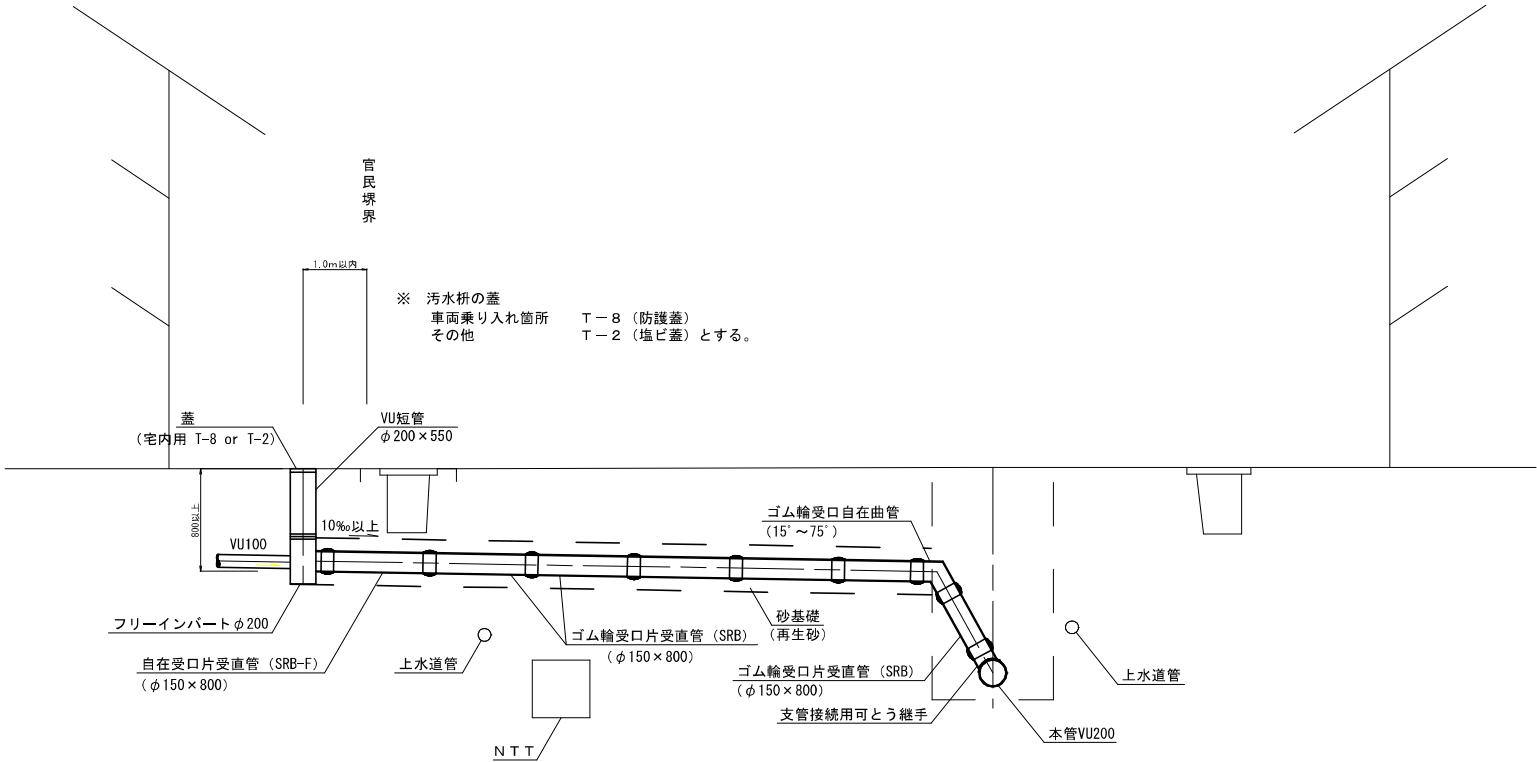 官民堺界
1.0m以内
※ 汚水枡の蓋
車両乗り入れ箇所 T-8(防護蓋)
その他 T-2(塩ビ蓋)とする。
蓋
(宅内用 T-8 or T-2)
VU短管
φ200×550
800以上
10‰以上
VU100
ゴム輪受口自在曲管
(15°~75°)
フリーインバートφ200
自在受口片受直管(SRB-F)
(φ150×800)
上水道管
ゴム輪受口片受直管(SRB)
(φ150×800)
砂基礎
(再生砂)
ゴム輪受口片受直管(SRB)
(φ150×800)
支管接続用可とう継手
上水道管
本管VU200
NTT